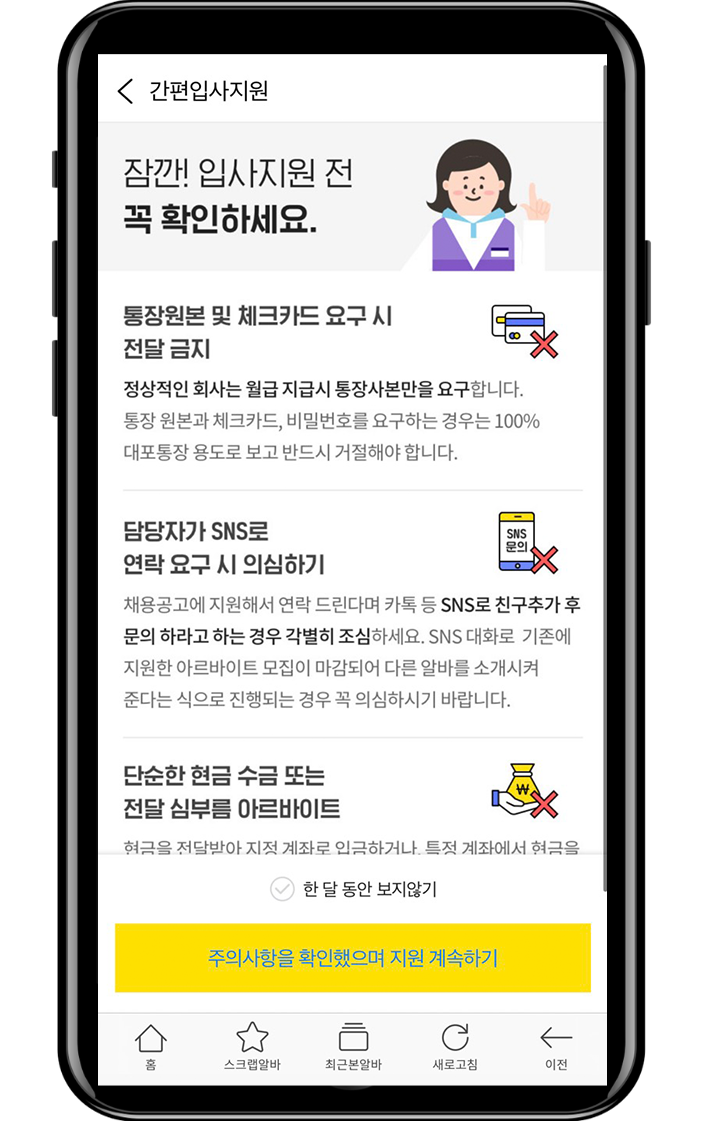 간편입사지원
잠깐! 입사지원 전
꼭 확인하세요.
통장원본 및 체크카드 요구 시
전달 금지
정상적인 회사는 월급 지급시 통장사본만을 요구합니다.
통장 원본과 체크카드, 비밀번호를 요구하는 경우는 100%
대포통장 용도로 보고 반드시 거절해야 합니다.
담당자가 SNS로
연락 요구 시 의심하기
SNS
문의
채용공고에 지원해서 연락 드린다며 카톡 등 SNS로 친구추가 후
문의 하라고 하는 경우 각별히 조심하세요. SNS 대화로 기존에
지원한 아르바이트 모집이 마감되어 다른 알바를 소개시켜
준다는 식으로 진행되는 경우 꼭 의심하시기 바랍니다.
단순한 현금 수금 또는
전달 심부름 아르바이트
₩
현금을 전달받아 지정 계좌로 입금하거나, 특정 계좌에서 현금을
한 달 동안 보지않기
주의사항을 확인했으며 지원 계속하기
홈
스크랩알바
최근본알바
새로고침
이전